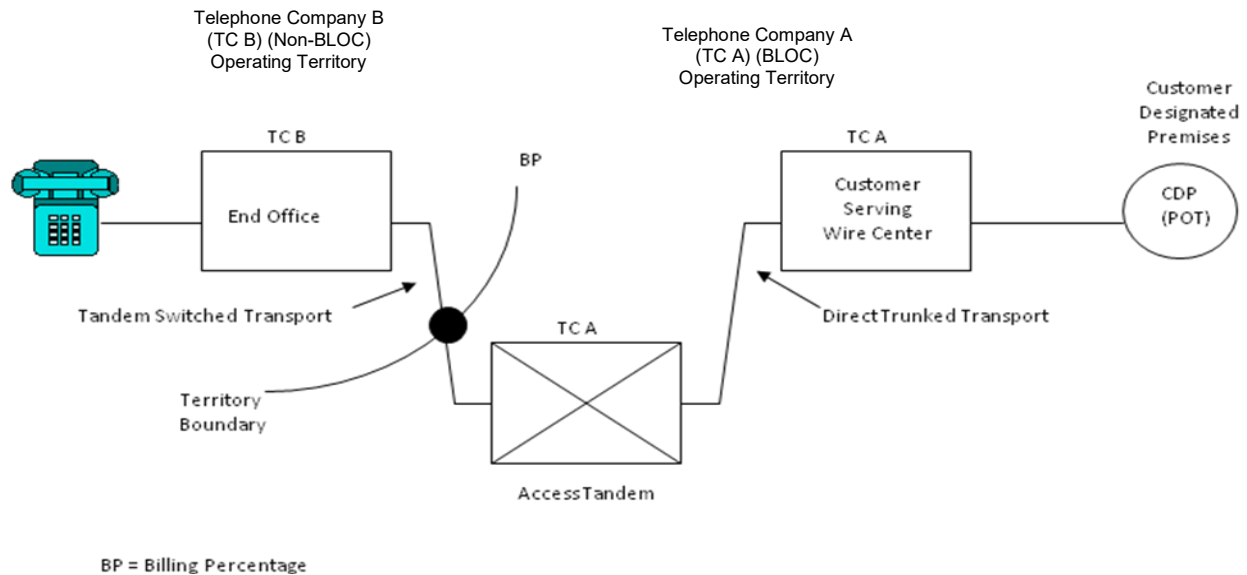 Telephone Company B
(TC B) (Non-BLOC)
Operating Territory
Telephone Company A
(TC A) (BLOC)
Operating Territory
Customer
Designated
Premises
TC B
BP
TC A
End Office
Customer
Serving
Wire Center
CDP
(POT)
Tandem Switched Transport
TC A
Direct Trunked Transport
Territory
Boundary
Access Tandem
BP = Billing Percentage